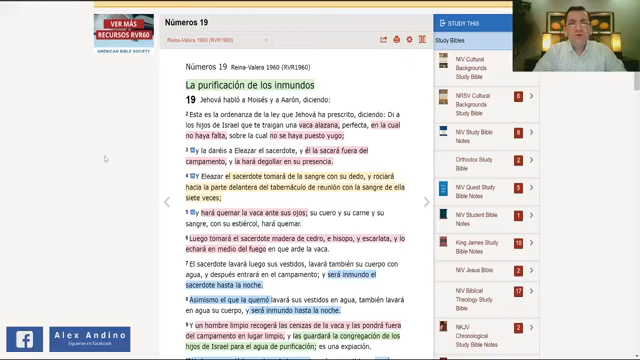 VER MÁS
RECURSOS RVR60
AMERICAN BIBLE SOCIETY
Números 19
Reina-Valera 1960 (RVR1960)
Números 19 Reina-Valera 1960 (RVR1960)
La purificación de los inmundos
19 Jehová habló a Moisés y a Aarón, diciendo:
2 Esta es la ordenanza de la ley que Jehová ha prescrito, diciendo: Di a
los hijos de Israel que te traigan una vaca alazana, perfecta, en la cual
no haya falta, sobre la cual no se haya puesto yugo;
3 y la daréis a Eleazar el sacerdote, y él la sacará fuera del
campamento, y la hará degollar en su presencia.
4 Y Eleazar el sacerdote tomará de la sangre con su dedo, y rociará
hacia la parte delantera del tabernáculo de reunión con la sangre de ella
siete veces;
5 y hará quemar la vaca ante sus ojos; su cuero y su carne y su
sangre, con su estiércol, hará quemar.
6 Luego tomará el sacerdote madera de cedro, e hisopo, y escarlata, y lo
echará en medio del fuego en que arde la vaca.
7 El sacerdote lavará luego sus vestidos, lavará también su cuerpo con
agua, y después entrará en el campamento; y será inmundo el
sacerdote hasta la noche.
8 Asimismo el que la quemó lavará sus vestidos en agua, también lavará
en agua su cuerpo, y será inmundo hasta la noche.
9 Y un hombre limpio recogerá las cenizas de la vaca y las pondrá fuera
del campamento en lugar limpio, y las guardará la congregación de los
hijos de Israel para el agua de purificación; es una expiación.
STUDY THIS
Study Bibles
NIV Cultural
Backgrounds
Study Bible
NRSV Cultural
Backgrounds
Study Bible
6
NIV Study Bible
Notes
8
Orthodox Study
Bible
2
NIV Quest Study
Bible Notes
5
NIV Student Bible
Notes
1
King James Study
Bible Notes
10
NIV Jesus Bible
2
NIV Biblical
Theology Study
Bible
17
NKJV
Chronological
Study Bible Notes
2
f
Alex Andino
Sígueme en Facebook